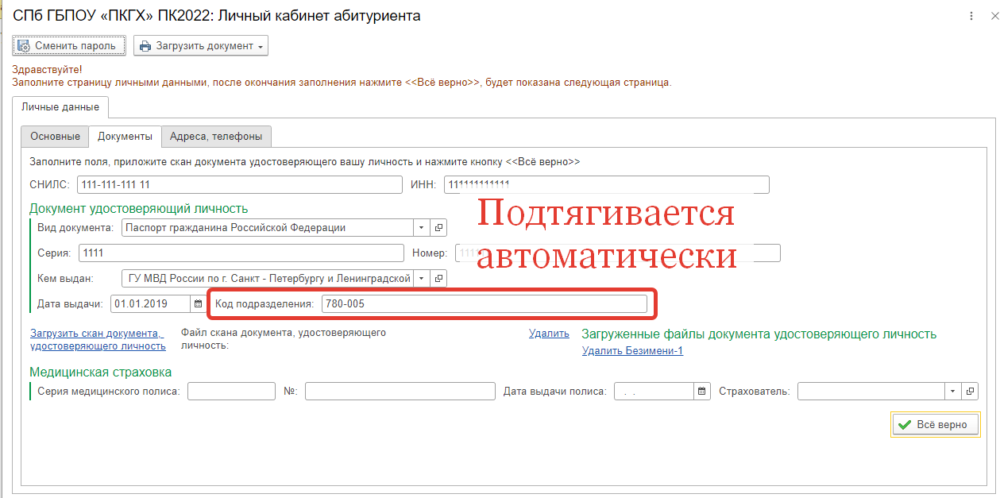 СПб ГБПОУ «ПКГХ» ПК2022: Личный кабинет абитуриента
Сменить пароль Загрузить документ
Здравствуйте!
Заполните страницу личными данными, после окончания заполнения нажмите <<Всё верно>>, будет показана следующая страница.
Личные данные
Основные Документы Адреса, телефоны
Заполните поля, приложите скан документа удостоверяющего вашу личность и нажмите кнопку <<Всё верно>>
СНИЛС: 111-111-111 11 ИНН: 111111111111
Подтягивается
автоматически
Документ удостоверяющий личность
Вид документа: Паспорт гражданина Российской Федерации
Серия: 1111 Номер:
Кем выдан: ГУ МВД России по г. Санкт - Петербургу и Ленинградской
Дата выдачи: 01.01.2019 Код подразделения: 780-005
Загрузить скан документа, Файл скана документа, удостоверяющего Удалить Загруженные файлы документа удостоверяющего личность
удостоверяющего личность личность: Удалить Безимени-1
Медицинская страховка
Серия медицинского полиса: №: Дата выдачи полиса: . . Страхователь:
Всё верно